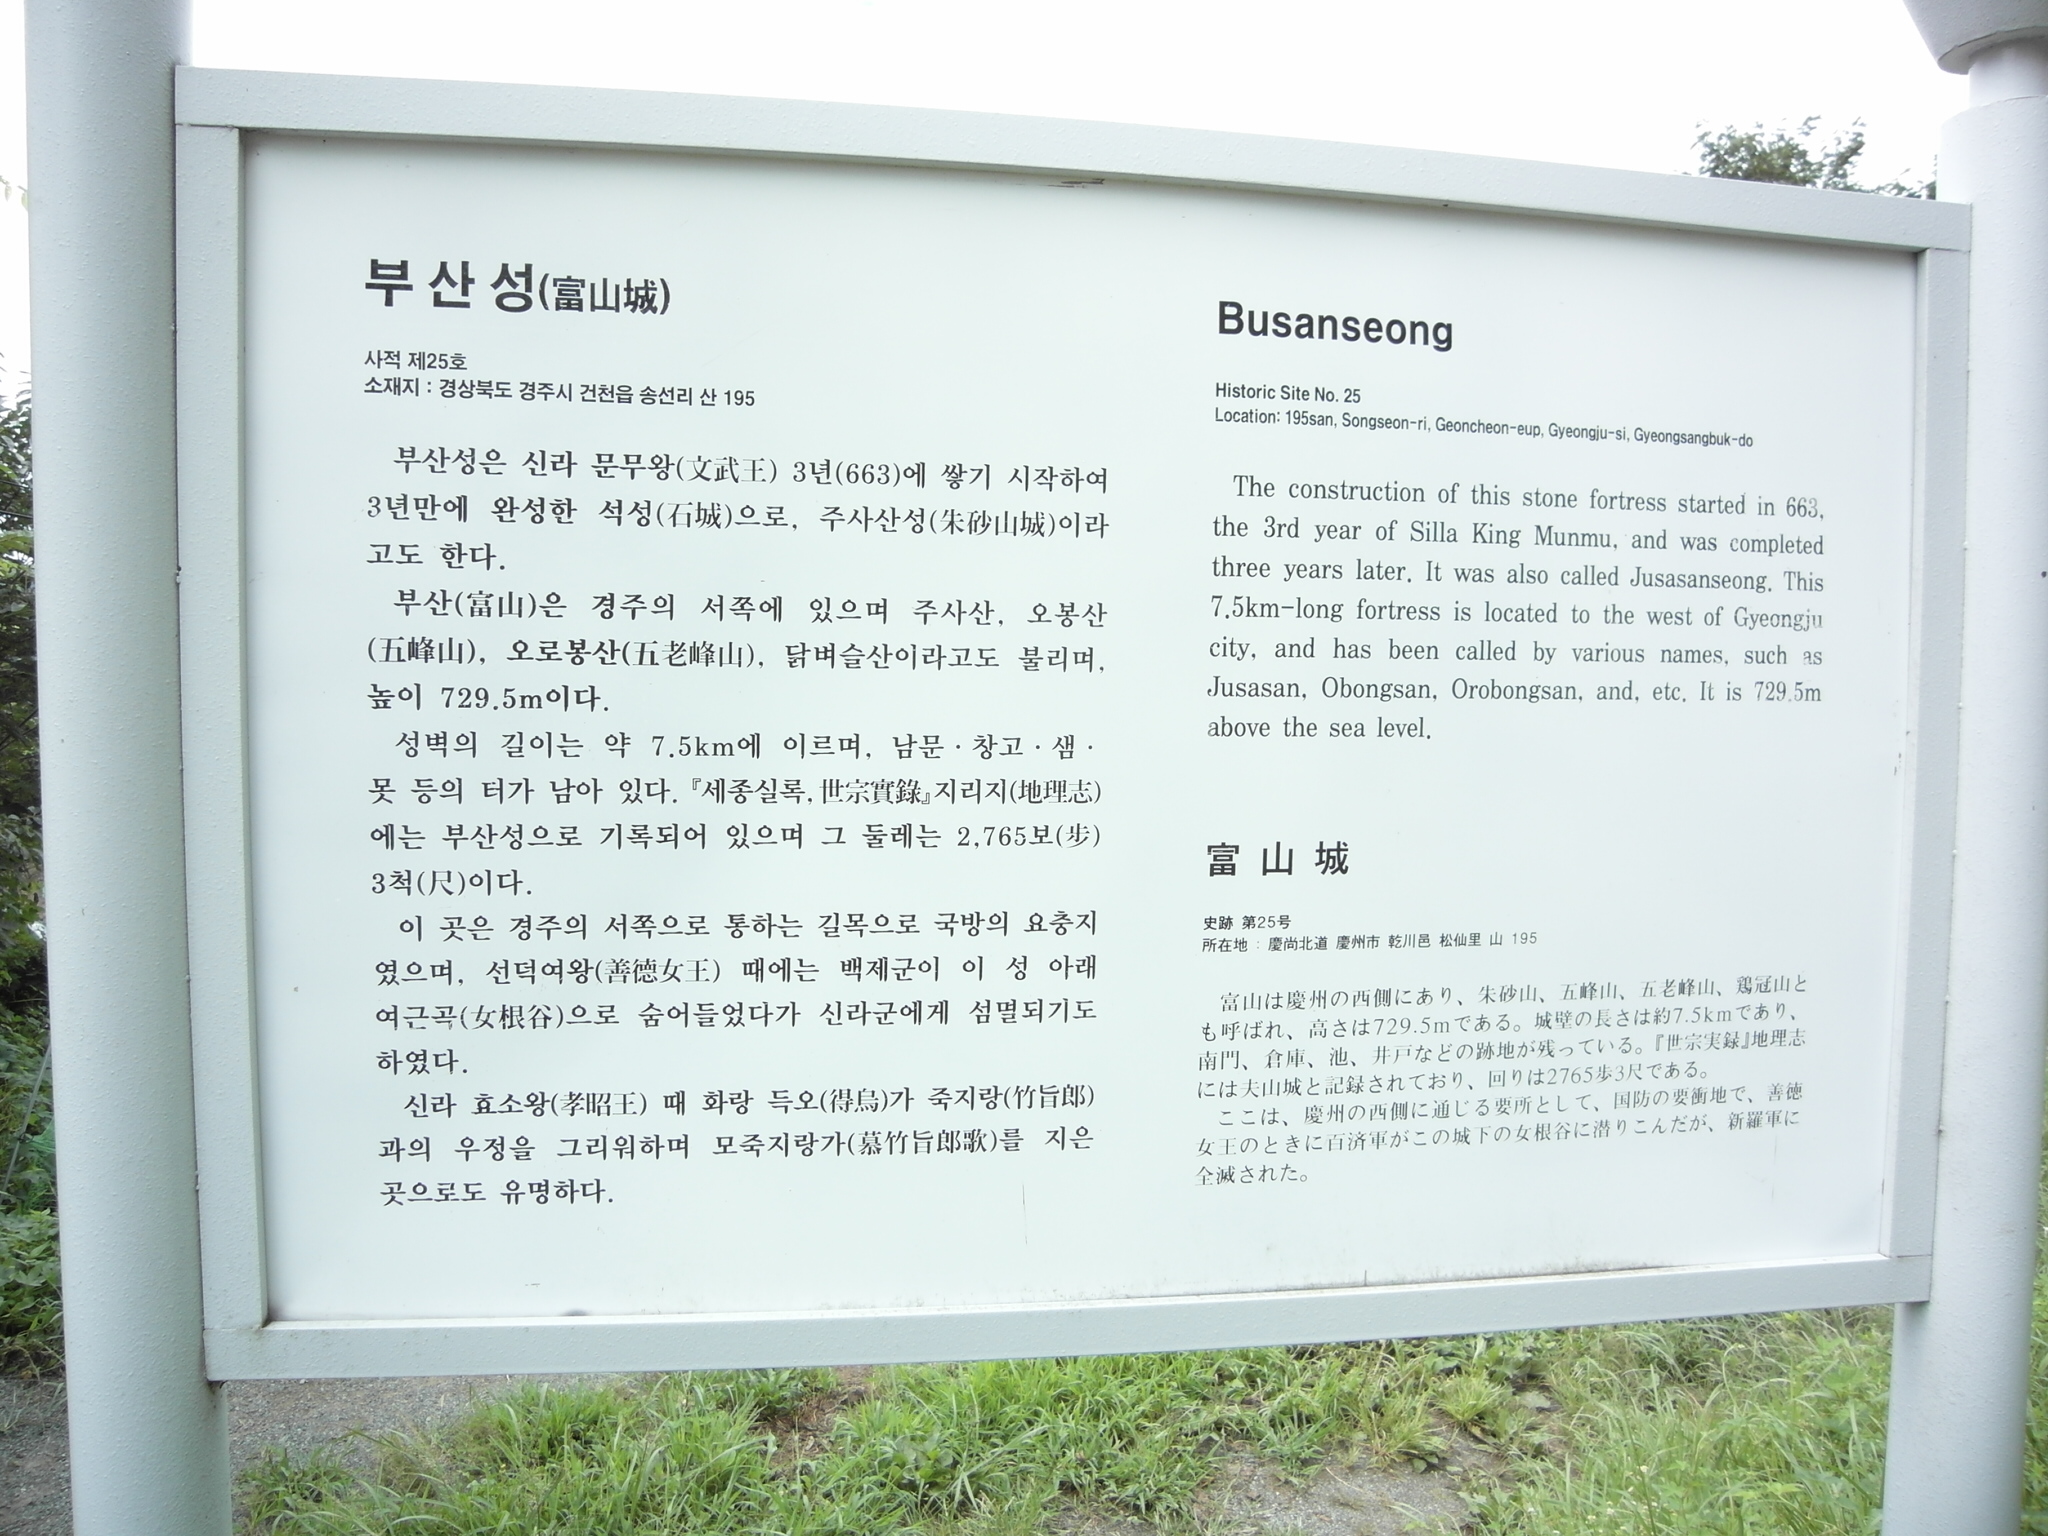 부산성(富山城)
사적 제25호
소재지 : 경상북도 경주시 건천읍 송선리 산 195
부산성은 신라 문무왕(文武王) 3년(663)에 쌓기 시작하여
3년만에 완성한 석성(石城)으로, 주사산성(朱砂山城)이라
고도 한다.
부산(富山)은 경주의 서쪽에 있으며 주사산, 오봉산
(五峰山), 오로봉산(五老峰山), 닭벼슬산이라고도 불리며,
높이 729.5m이다.
성벽의 길이는 약 7.5km에 이르며, 남문·창고·샘·
못 등의 터가 남아 있다.『세종실록,世宗實錄』지리지(地理志)
에는 부산성으로 기록되어 있으며 그 둘레는 2,765보(步)
3척(尺)이다.
이 곳은 경주의 서쪽으로 통하는 길목으로 국방의 요충지
였으며, 선덕여왕(善德女王) 때에는 백제군이 이 성 아래
여근곡(女根谷)으로 숨어들었다가 신라군에게 섬멸되기도
하였다.
신라 효소왕(孝昭王) 때 화랑 득오(得烏)가 죽지랑(竹旨郎)
과의 우정을 그리워하며 모죽지랑가(慕竹旨郎歌)를 지은
곳으로도 유명하다.
Busanseong
Historic Site No. 25
Location: 195san, Songseon-ri, Geoncheon-eup, Gyeongju-si, Gyeongsangbuk-do
The construction of this stone fortress started in 663,
the 3rd year of Silla King Munmu, and was completed
three years later. It was also called Jusasanseong. This
7.5km-long fortress is located to the west of Gyeongju
city, and has been called by various names, such as
Jusasan, Obongsan, Orobongsan, and, etc. It is 729.5m
above the sea level.
富山城
史跡 第25号
所在地 : 慶尚北道 慶州市 乾川邑 松仙里 山 195
富山は慶州の西側にあり、朱砂山、五峰山、五老峰山、鶏冠山と
も呼ばれ、高さは729.5mである。城壁の長さは約7.5kmであり、
南門、倉庫、池、井戸などの跡地が残っている。『世宗実録』地理志
には夫山城と記録されており、回りは2765歩3尺である。
ここは、慶州の西側に通じる要所として、国防の要衝地で、善徳
女王のときに百済軍がこの城下の女根谷に潜りこんだが、新羅軍に
全滅された。